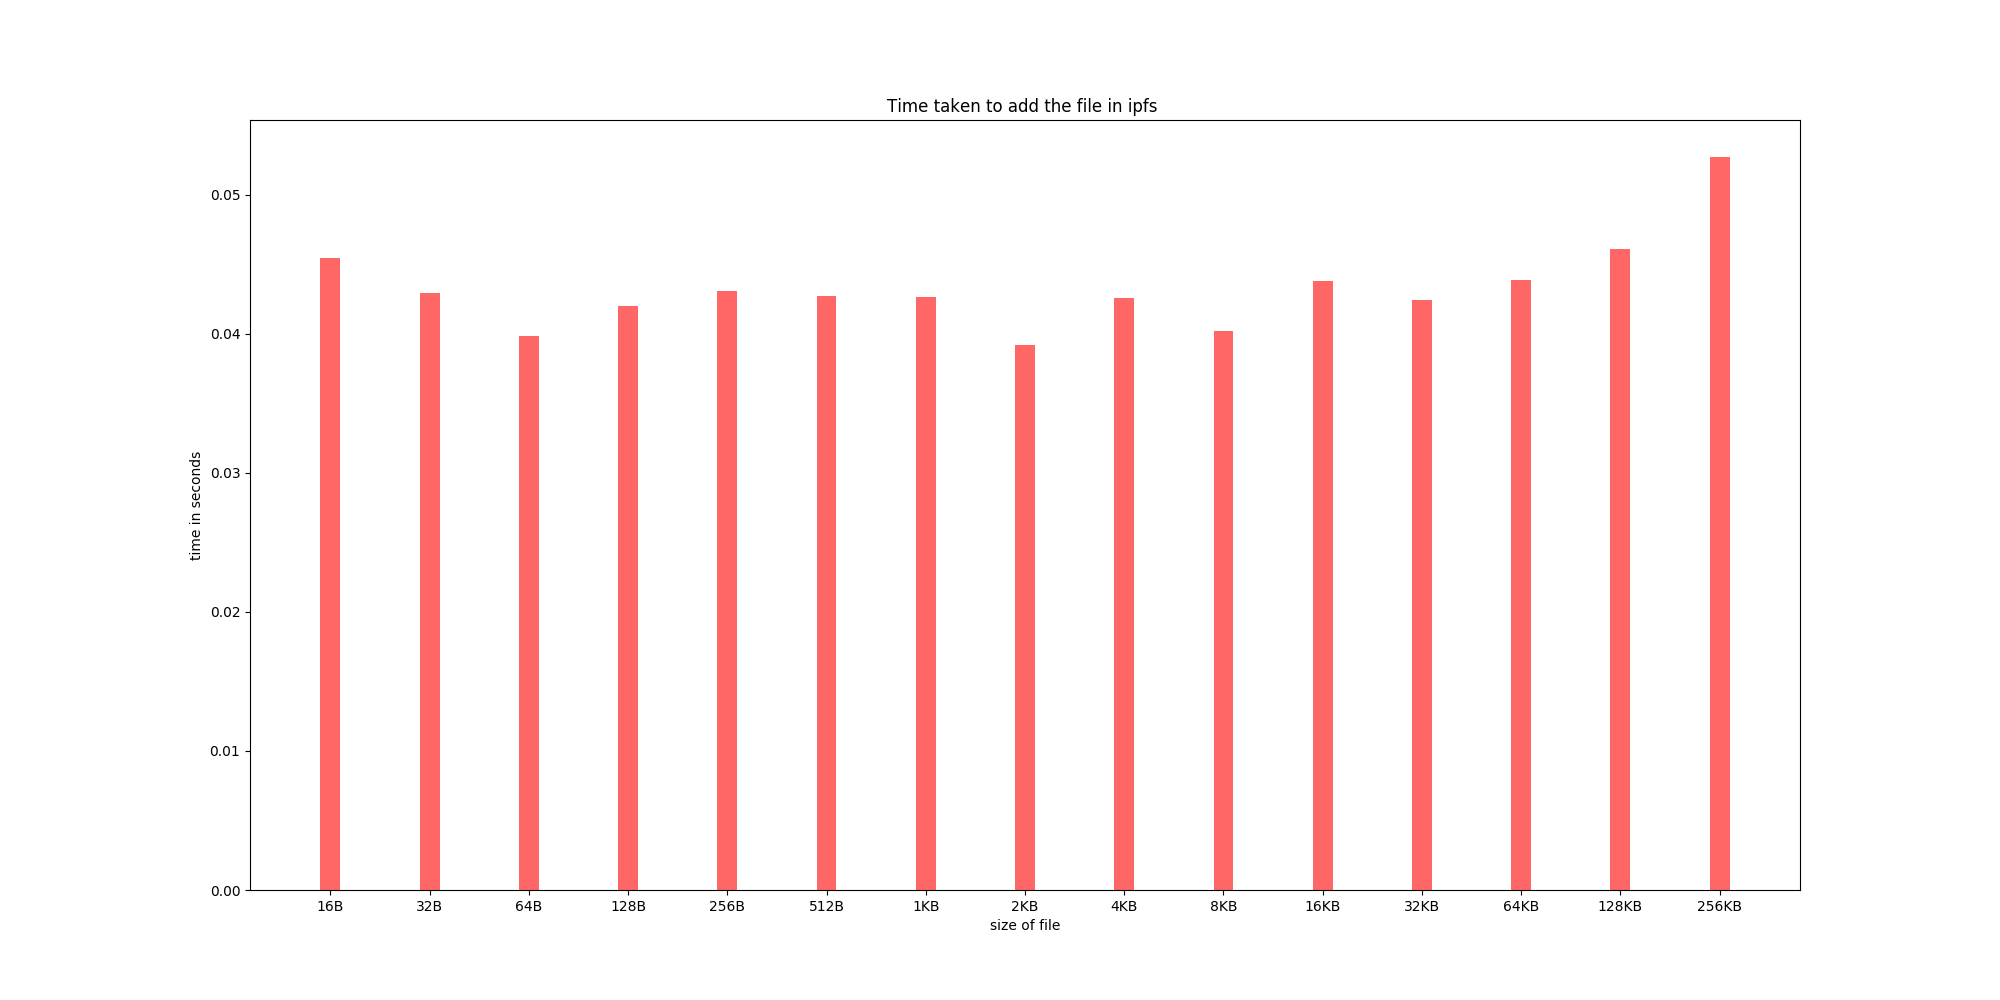 Time taken to add the file in ipfs
0.05
0.04
0.03
0.02
0.01
0.00
time in seconds
16B 32B 64B 128B 256B 512B 1KB 2KB 4KB 8KB 16KB 32KB 64KB 128KB 256KB
size of file